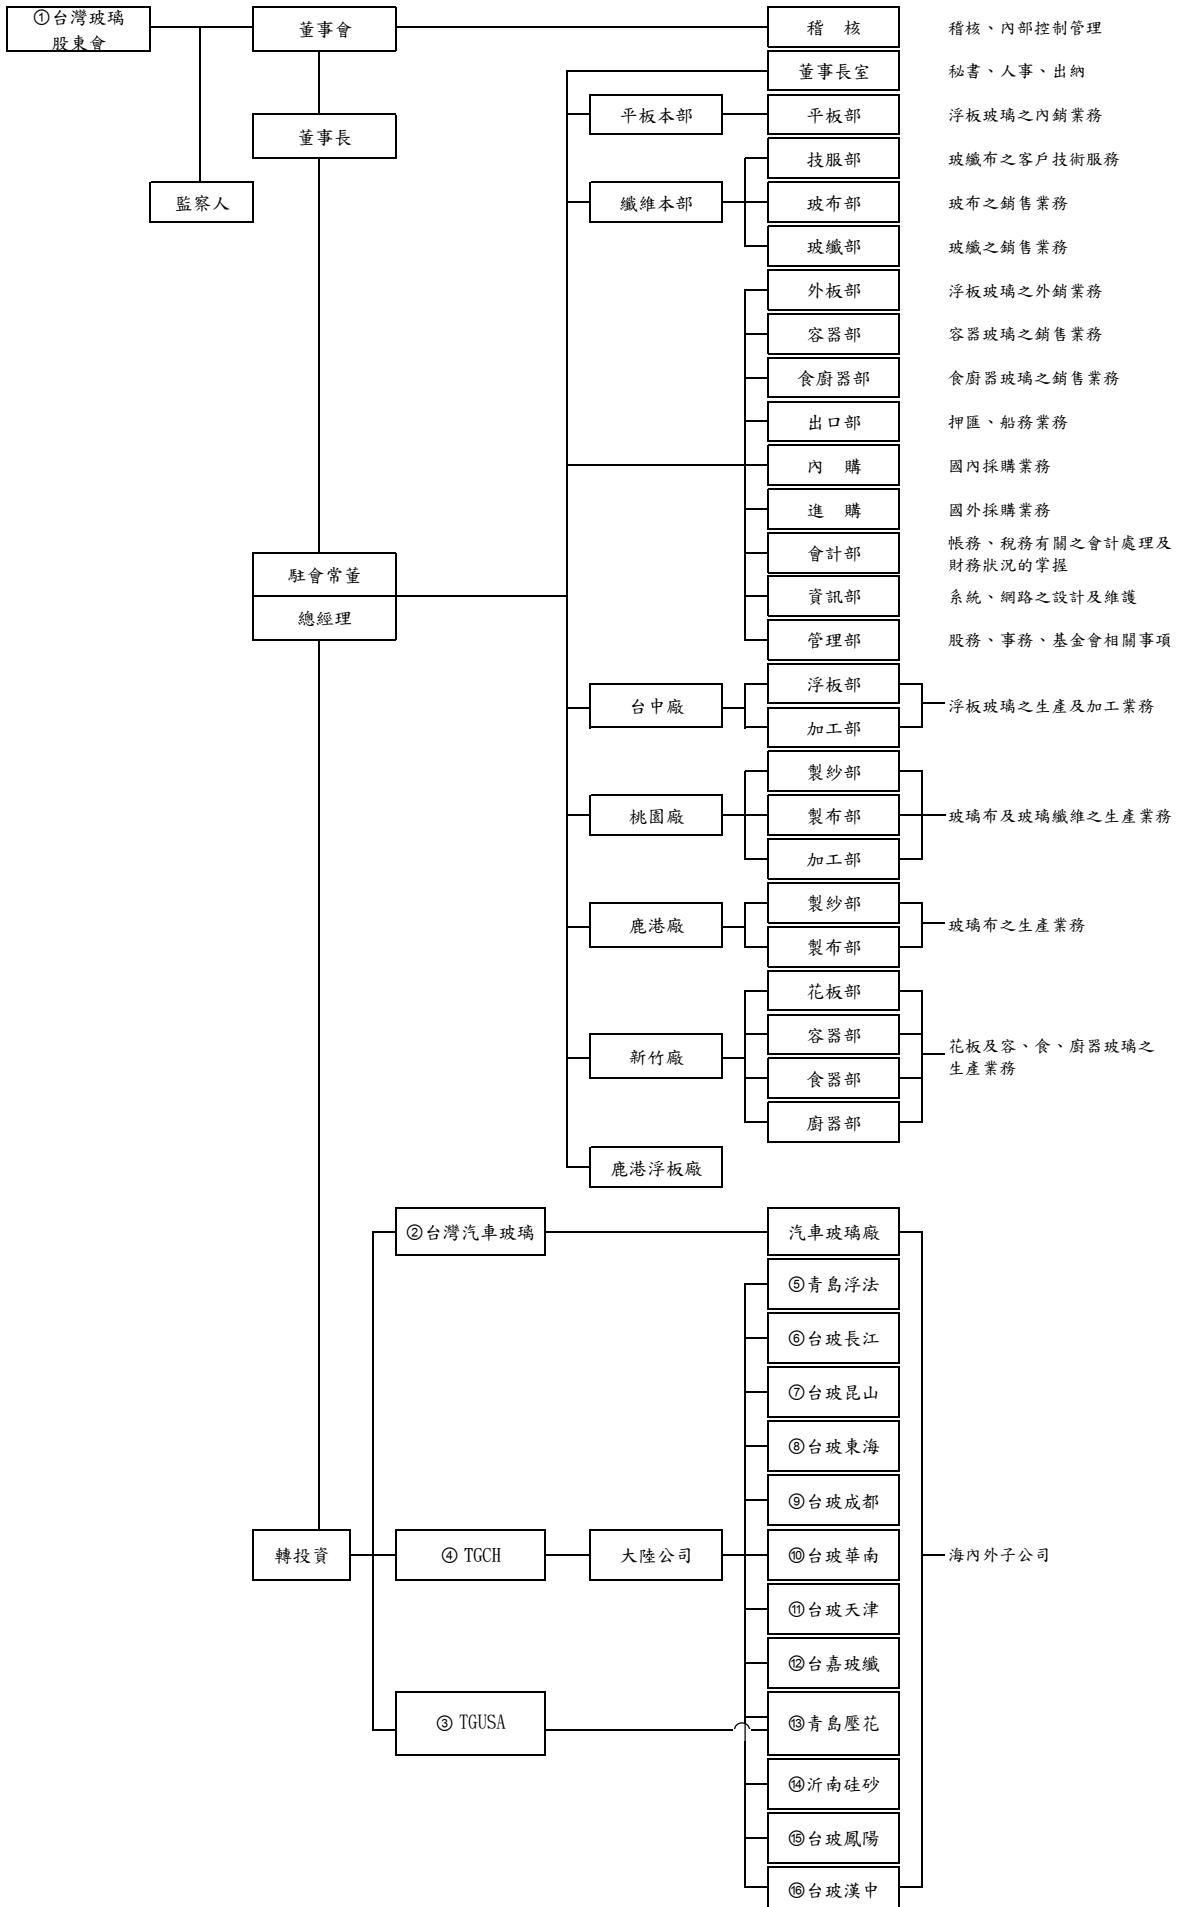 ①台灣玻璃
股東會
董事會
稽 核
稽核、內部控制管理
董事長室
秘書、人事、出納
平板本部
平板部
浮板玻璃之內銷業務
董事長
技服部
玻纖布之客戶技術服務
監察人
纖維本部
玻布部
玻布之銷售業務
玻纖部
玻纖之銷售業務
外板部
浮板玻璃之外銷業務
容器部
容器玻璃之銷售業務
食廚器部
食廚器玻璃之銷售業務
出口部
押匯、船務業務
內 購
國內採購業務
進 購
國外採購業務
駐會常董
總經理
會計部
帳務、稅務有關之會計處理及
財務狀況的掌握
資訊部
系統、網路之設計及維護
管理部
股務、事務、基金會相關事項
台中廠
浮板部
加工部
浮板玻璃之生產及加工業務
桃園廠
製紗部
製布部
加工部
玻璃布及玻璃纖維之生產業務
鹿港廠
製紗部
製布部
玻璃布之生產業務
新竹廠
花板部
容器部
食器部
廚器部
花板及容、食、廚器玻璃之
生產業務
鹿港浮板廠
②台灣汽車玻璃
汽車玻璃廠
⑤青島浮法
⑥台玻長江
⑦台玻昆山
⑧台玻東海
⑨台玻成都
轉投資
④ TGCH
大陸公司
⑩台玻華南
海內外子公司
⑪台玻天津
⑫台嘉玻纖
③ TGUSA
⑬青島壓花
⑭沂南硅砂
⑮台玻鳳陽
⑯台玻漢中